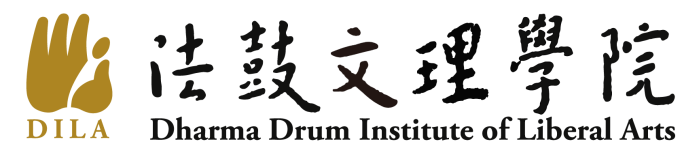 法鼓文理學院
DILA
Dharma Drum Institute of Liberal Arts